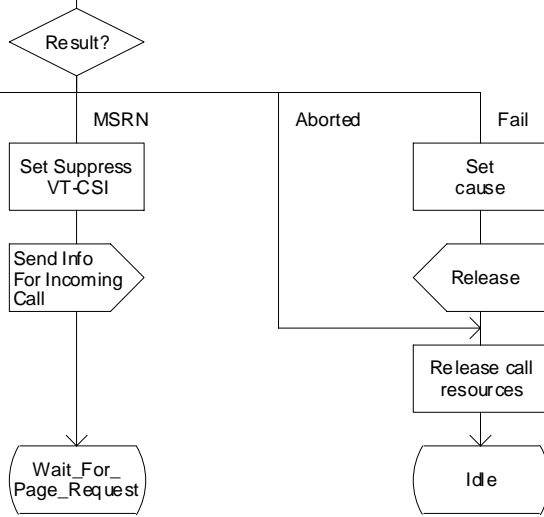 Result?
MSRN
Aborted
Fail
Set Suppress
VT-CSI
Set
cause
Send Info
For Incoming
Call
Release
Release call
resources
Wait_For_
Page_Request
Idle